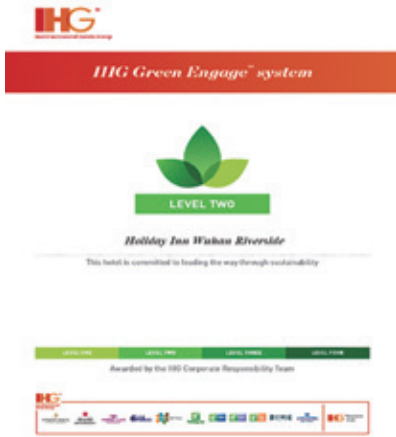 IHG
IHG Green Engage™ system
LEVEL TWO
Holiday Inn Wuhan Riverside
This hotel is committed to leading the way through sustainability
LEVEL ONE LEVEL TWO LEVEL THREE LEVEL FOUR
Awarded by the IHG Corporate Responsibility Team
IHG